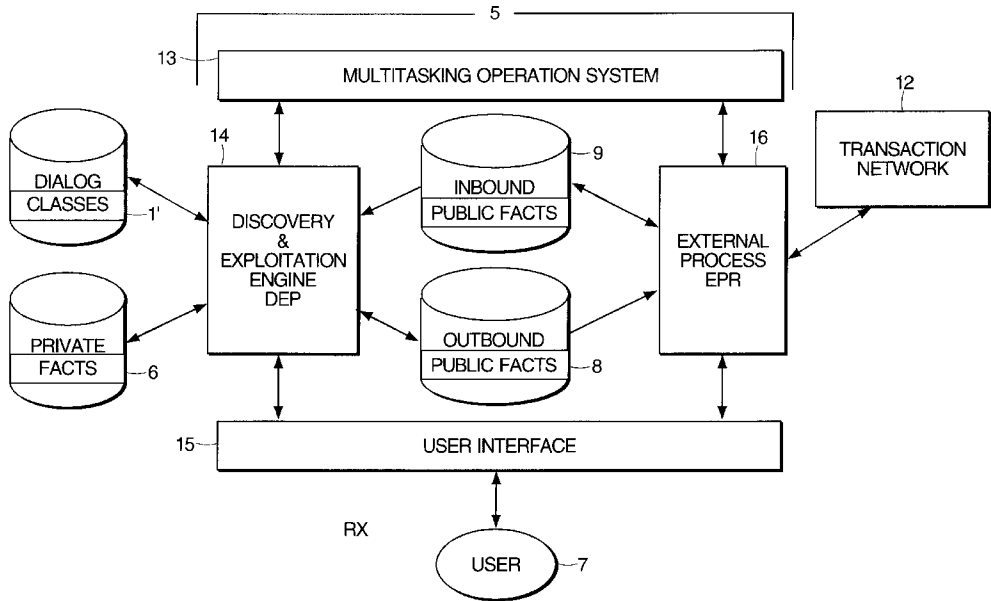 5
13
MULTITASKING OPERATION SYSTEM
12
TRANSACTION
NETWORK
14
9
16
DIALOG
CLASSES
1'
DISCOVERY
&
EXPLOITATION
ENGINE
DEP
INBOUND
PUBLIC FACTS
EXTERNAL
PROCESS
EPR
PRIVATE
FACTS
6
OUTBOUND
PUBLIC FACTS
8
15
USER INTERFACE
RX
USER
7